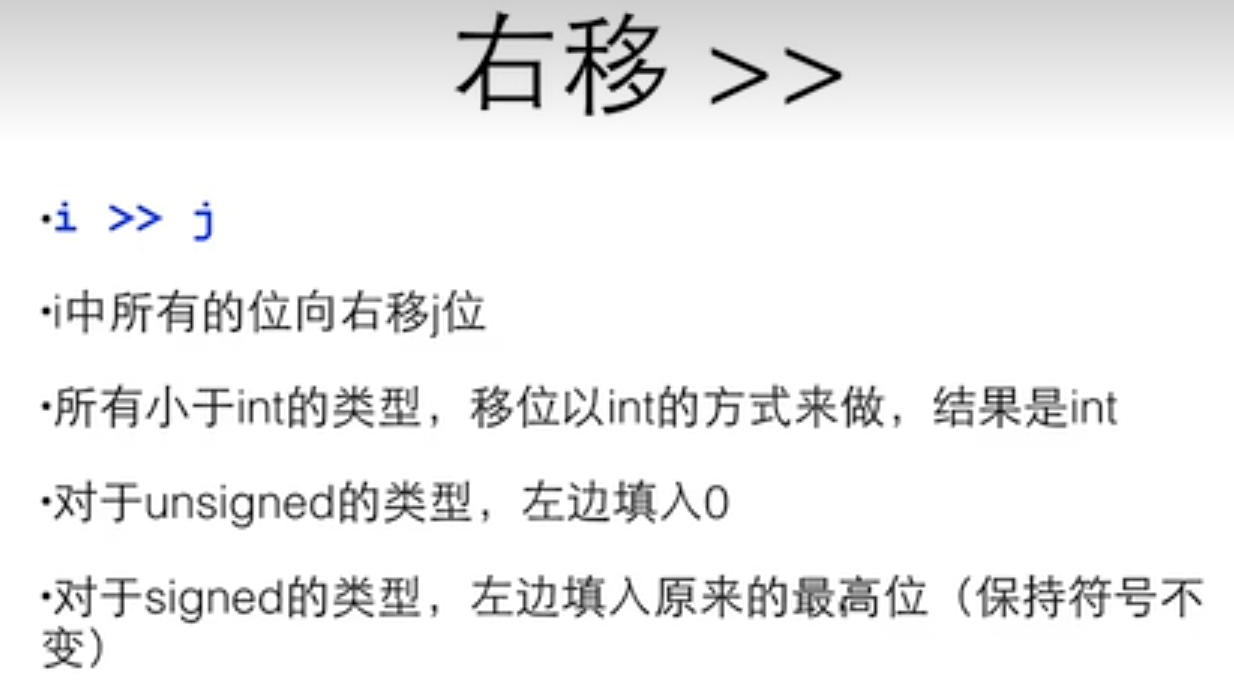 右移 >>
•i >> j
•i中所有的位向右移j位
•所有小于int的类型，移位以int的方式来做，结果是int
•对于unsigned的类型，左边填入0
•对于signed的类型，左边填入原来的最高位（保持符号不
变）